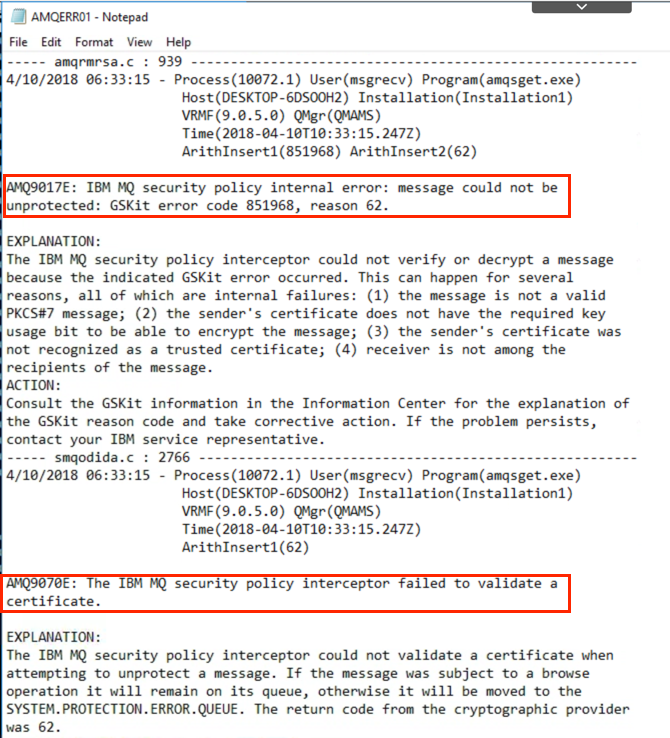 AMQERR01 - Notepad
File Edit Format View Help
----- amqrmrsa.c : 939 --------------------------------------------------------
4/10/2018 06:33:15 - Process(10072.1) User(msgrecv) Program(amqsget.exe)
Host(DESKTOP-6DSOOH2) Installation(Installation1)
VRMF(9.0.5.0) QMgr(QMAMS)
Time(2018-04-10T10:33:15.247Z)
ArithInsert1(851968) ArithInsert2(62)
AMQ9017E: IBM MQ security policy internal error: message could not be
unprotected: GSKit error code 851968, reason 62.
EXPLANATION:
The IBM MQ security policy interceptor could not verify or decrypt a message
because the indicated GSKit error occurred. This can happen for several
reasons, all of which are internal failures: (1) the message is not a valid
PKCS#7 message; (2) the sender's certificate does not have the required key
usage bit to be able to encrypt the message; (3) the sender's certificate was
not recognized as a trusted certificate; (4) receiver is not among the
recipients of the message.
ACTION:
Consult the GSKit information in the Information Center for the explanation of
the GSKit reason code and take corrective action. If the problem persists,
contact your IBM service representative.
----- smqodida.c : 2766 -------------------------------------------------------
4/10/2018 06:33:15 - Process(10072.1) User(msgrecv) Program(amqsget.exe)
Host(DESKTOP-6DSOOH2) Installation(Installation1)
VRMF(9.0.5.0) QMgr(QMAMS)
Time(2018-04-10T10:33:15.247Z)
ArithInsert1(62)
AMQ9070E: The IBM MQ security policy interceptor failed to validate a
certificate.
EXPLANATION:
The IBM MQ security policy interceptor could not validate a certificate when
attempting to unprotect a message. If the message was subject to a browse
operation it will remain on its queue, otherwise it will be moved to the
SYSTEM.PROTECTION.ERROR.QUEUE. The return code from the cryptographic provider
was 62.